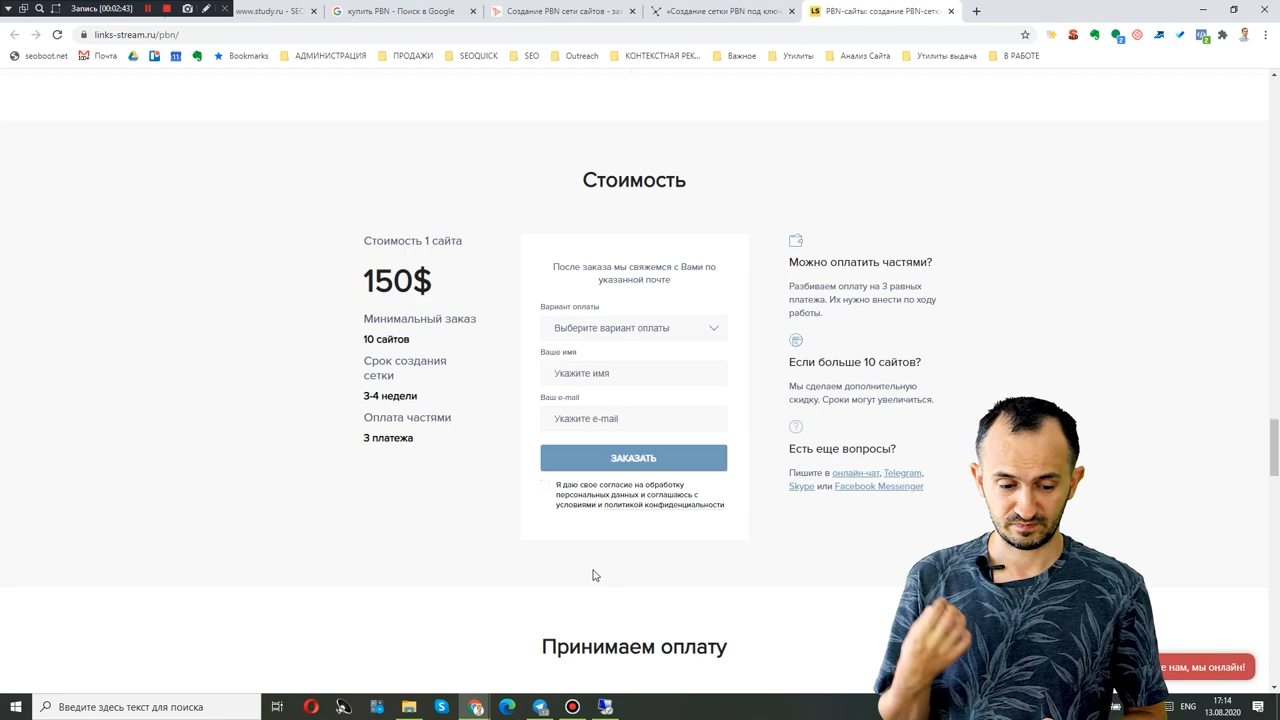 Запись [00:02:43]
www.study.ru - SEO
купить PBN - Поиск в Google
Создание PBN сети сайтов - за
«Создание сети PBN под ключ
PBN-сайты: создание PBN-сет
links-stream.ru/pbn/
seoboot.net
Почта
Bookmarks
АДМИНИСТРАЦИЯ
ПРОДАЖИ
SEOQUICK
SEO
Outreach
КОНТЕКСТНАЯ РЕК...
Важное
Утилиты
Анализ Сайта
Утилиты выдача
В РАБОТЕ
Стоимость
Стоимость 1 сайта
150$
Минимальный заказ
10 сайтов
Срок создания
сетки
3-4 недели
Оплата частями
3 платежа
После заказа мы свяжемся с Вами по
указанной почте
Вариант оплаты
Выберите вариант оплаты
Ваше имя
Укажите имя
Ваш e-mail
Укажите e-mail
ЗАКАЗАТЬ
Я даю свое согласие на обработку
персональных данных и соглашаюсь с
условиями и политикой конфиденциальности
Можно оплатить частями?
Разбиваем оплату на 3 равных
платежа. Их нужно внести по ходу
работы.
Если больше 10 сайтов?
Мы сделаем дополнительную
скидку. Сроки могут увеличиться.
Есть еще вопросы?
Пишите в онлайн-чат, Telegram,
Skype или Facebook Messenger
Принимаем оплату
е нам, мы онлайн!
Введите здесь текст для поиска
ENG
17:14
13.08.2020